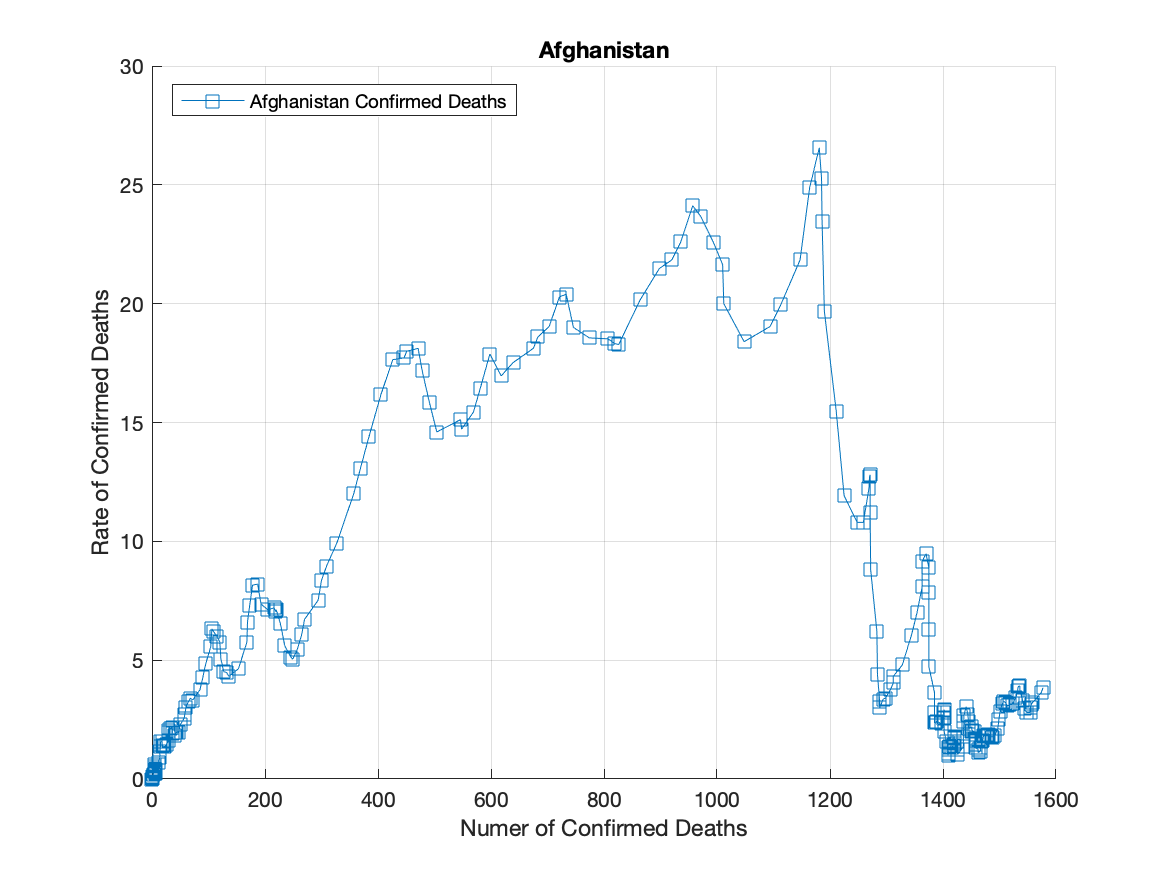 Afghanistan
Afghanistan Confirmed Deaths
30
25
20
15
10
5
0
Rate of Confirmed Deaths
0 200 400 600 800 1000 1200 1400 1600
Numer of Confirmed Deaths